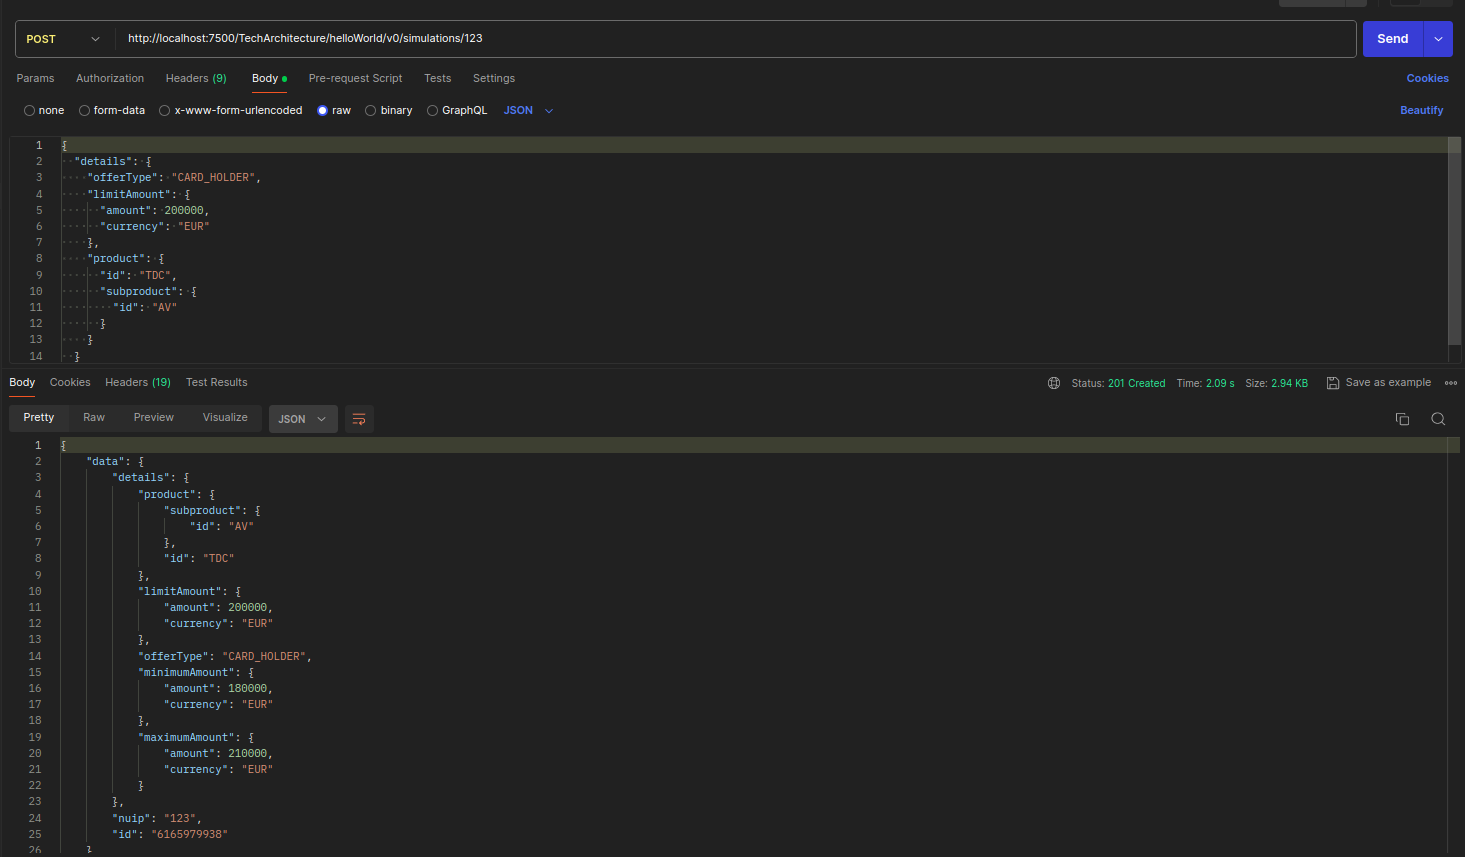 POST http://localhost:7500/TechArchitecture/helloWorld/v0/simulations/123 Send
Params Authorization Headers (9) Body Pre-request Script Tests Settings Cookies
none form-data x-www-form-urlencoded raw binary GraphQL JSON Beautify
1 {
2 "details": {
3 "offerType": "CARD_HOLDER",
4 "limitAmount": {
5 "amount": 200000,
6 "currency": "EUR"
7 },
8 "product": {
9 "id": "TDC",
10 "subproduct": {
11 "id": "AV"
12 }
13 }
14 }
Body Cookies Headers (19) Test Results Status: 201 Created Time: 2.09 s Size: 2.94 KB Save as example
Pretty Raw Preview Visualize JSON
1 {
2 "data": {
3 "details": {
4 "product": {
5 "subproduct": {
6 "id": "AV"
7 },
8 "id": "TDC"
9 },
10 "limitAmount": {
11 "amount": 200000,
12 "currency": "EUR"
13 },
14 "offerType": "CARD_HOLDER",
15 "minimumAmount": {
16 "amount": 180000,
17 "currency": "EUR"
18 },
19 "maximumAmount": {
20 "amount": 210000,
21 "currency": "EUR"
22 }
23 },
24 "nuip": "123",
25 "id": "6165979938"
26 }